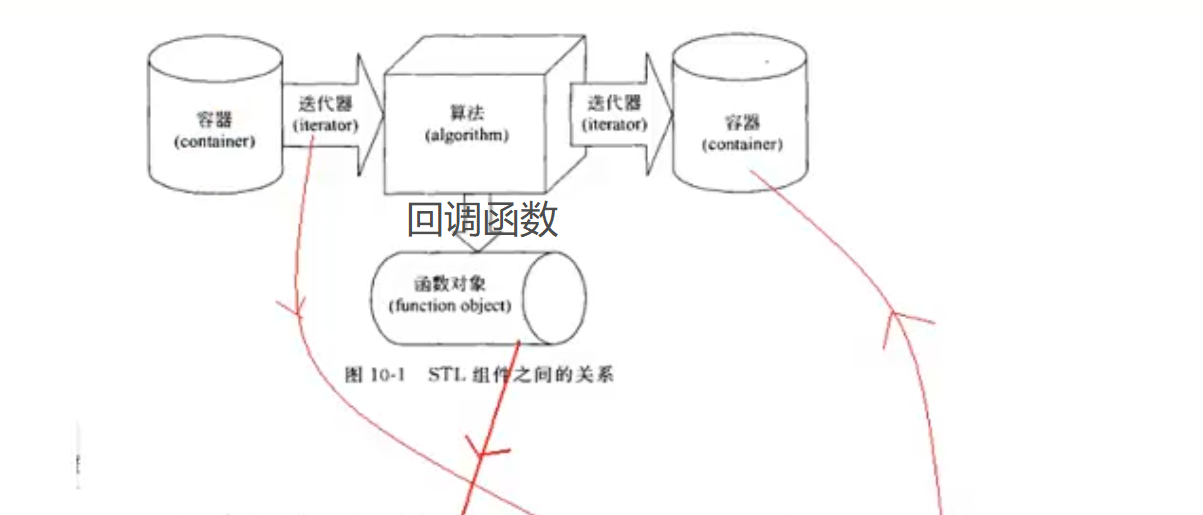 容器
(container)
迭代器
(iterator)
算法
(algorithm)
迭代器
(iterator)
容器
(container)
回调函数
函数对象
(function object)
图 10-1 STL 组件之间的关系